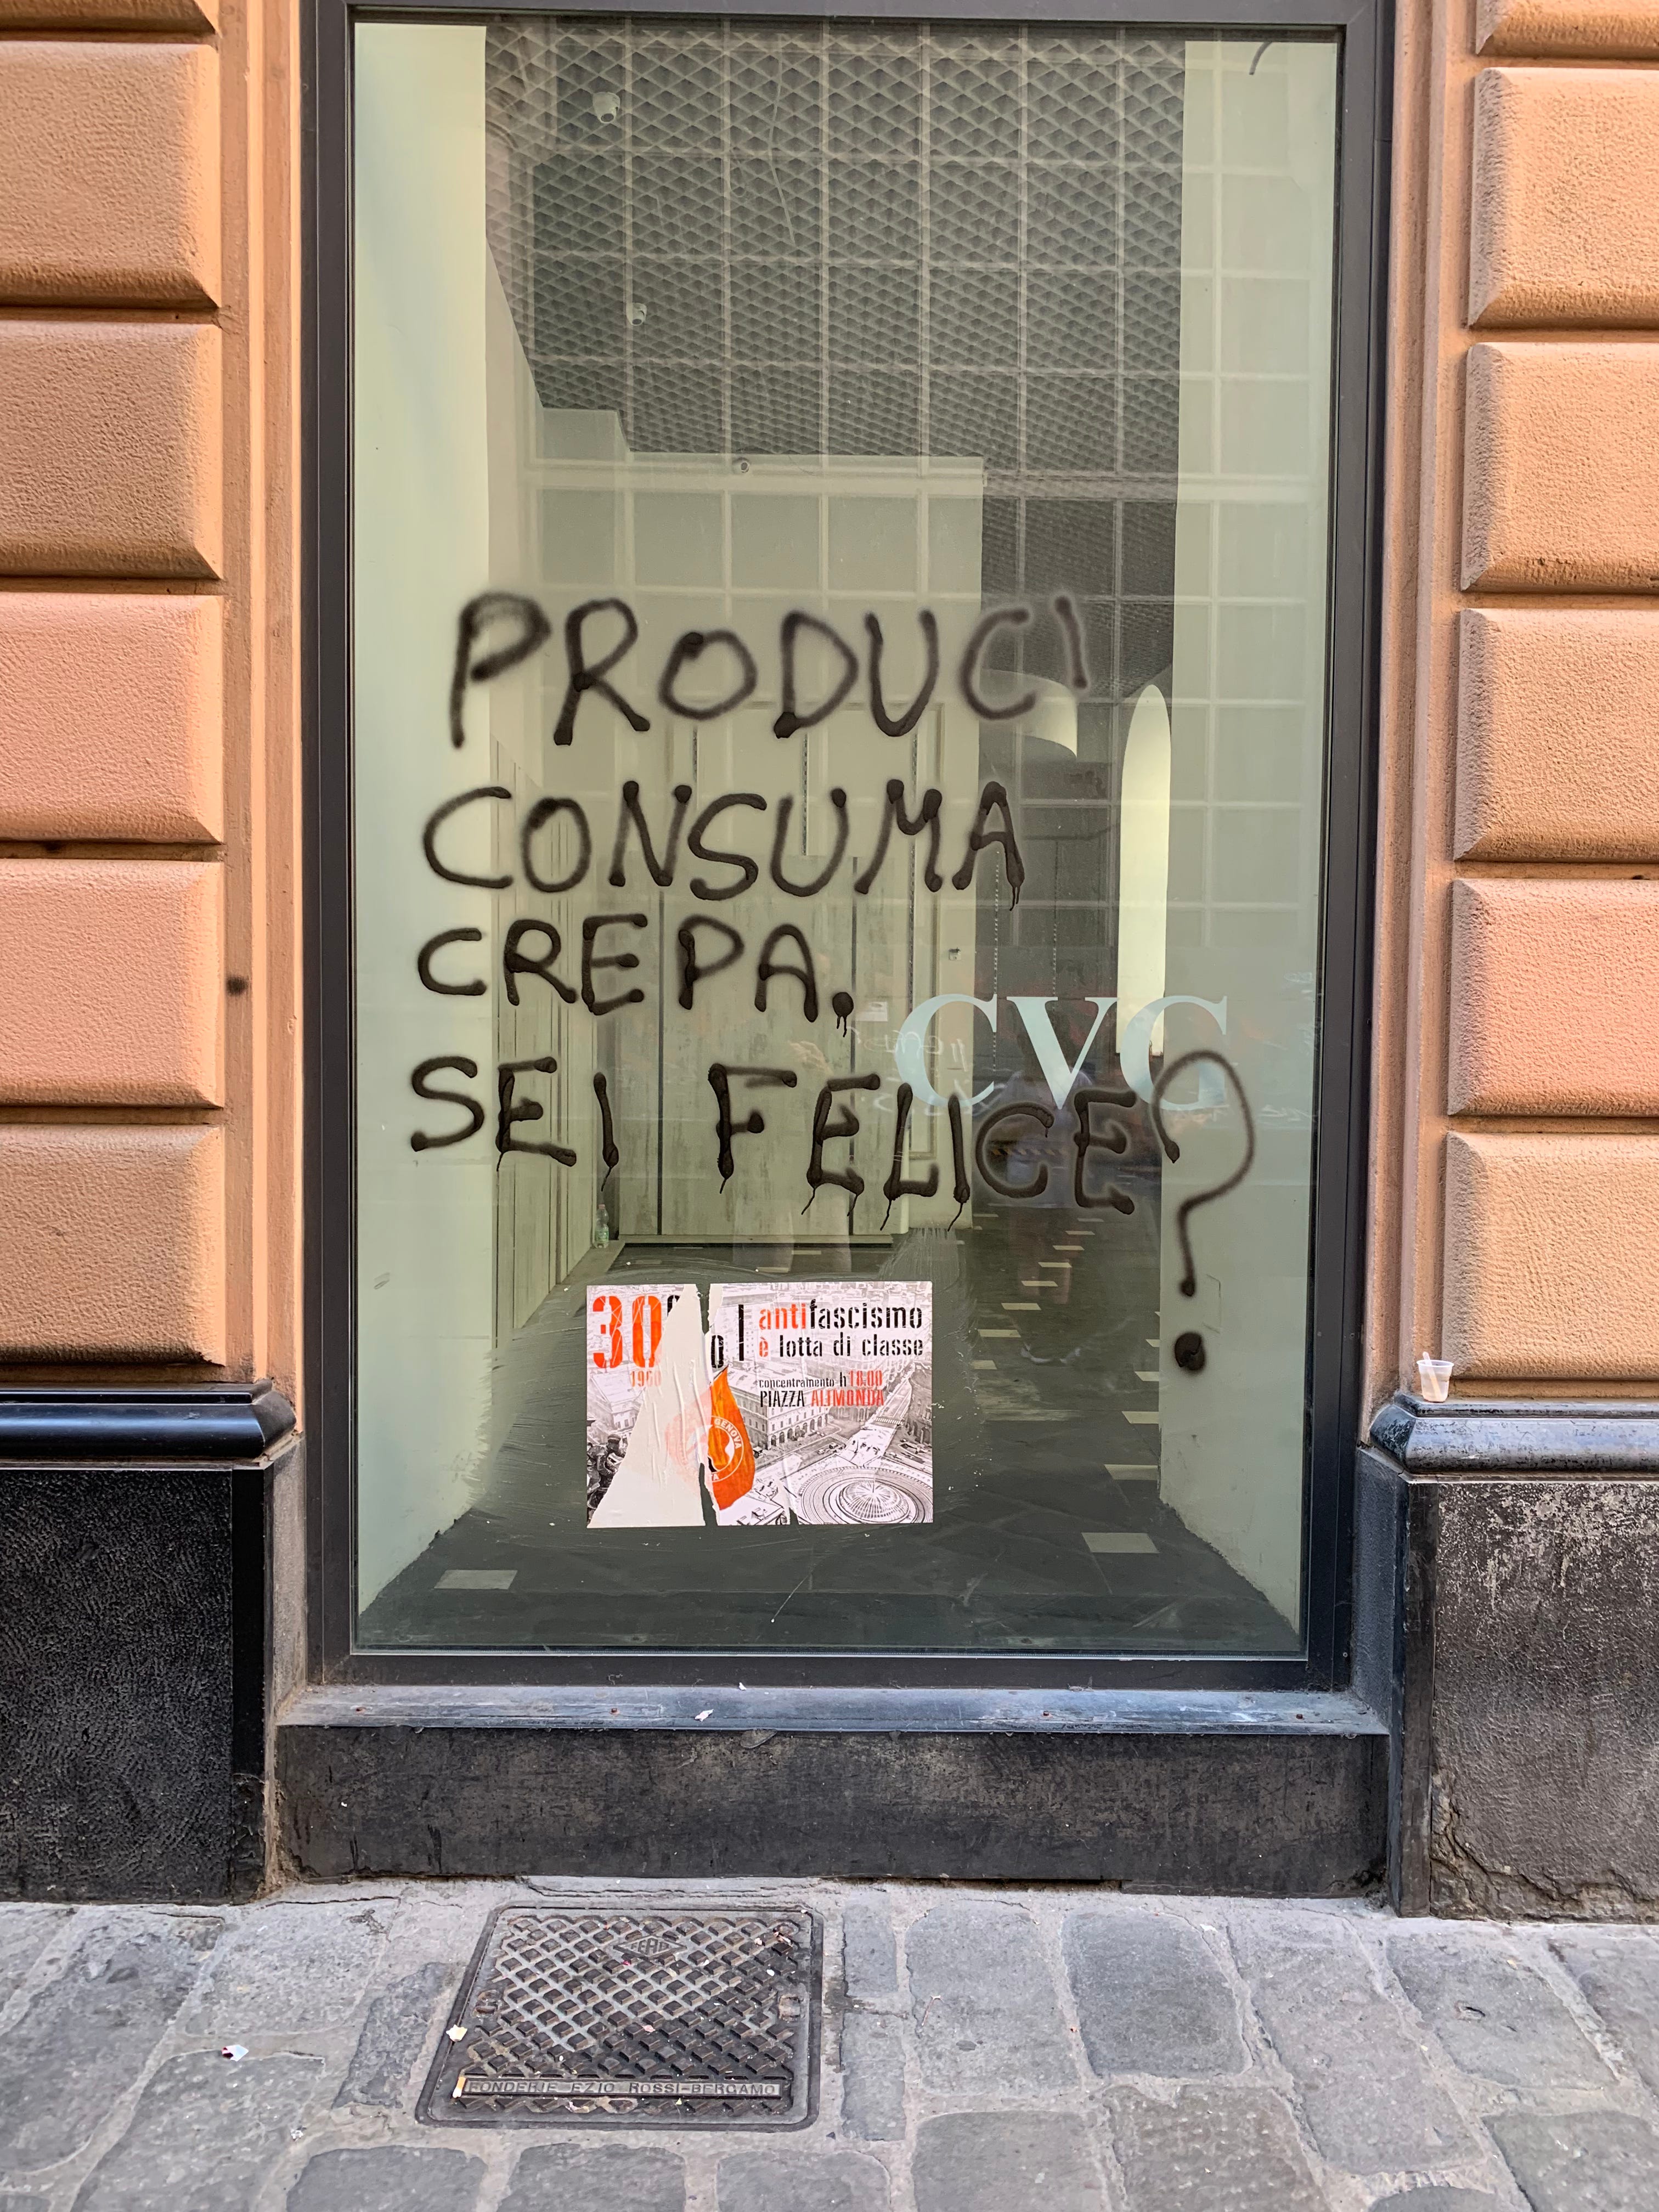 PRODUCI
CONSUMA
CREPA.
SEI FELICE?
CVG
30
antifascismo
è lotta di classe
1960
concentramento h 18.00
PIAZZA ALIMONDA
GENOVA
FONDERIE EZIO ROSSI-BERGAMO